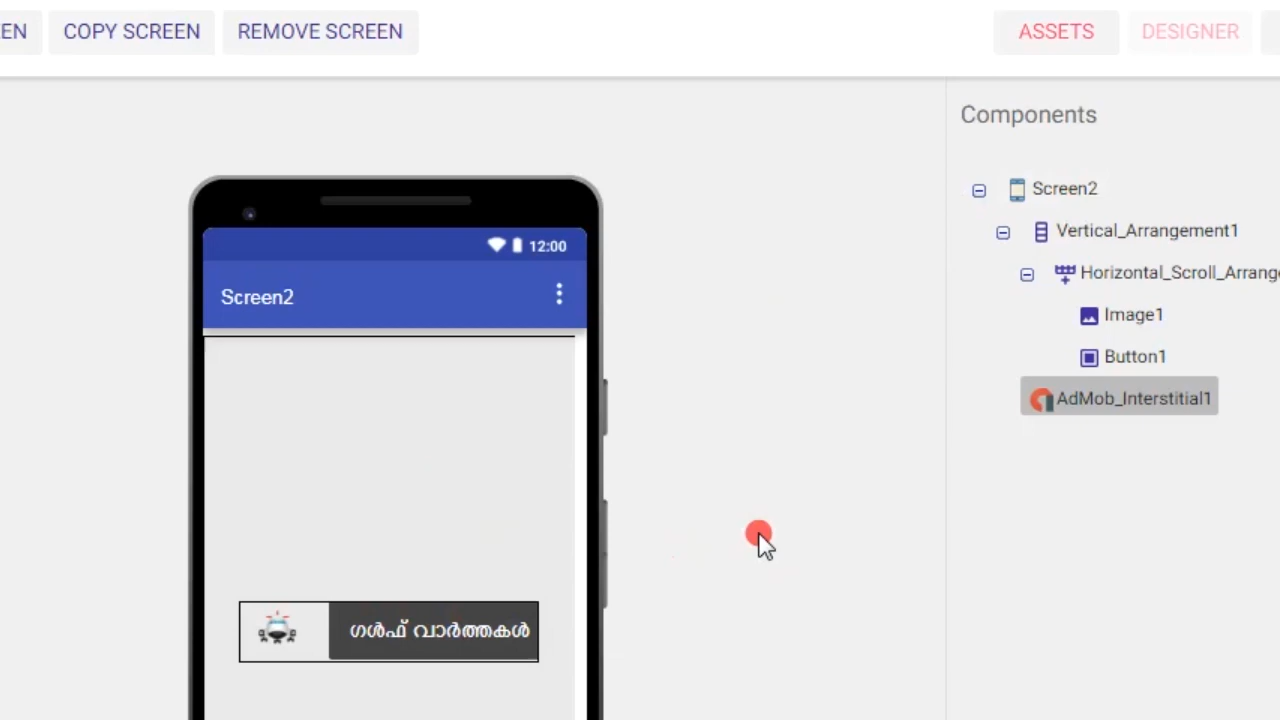 EN COPY SCREEN REMOVE SCREEN ASSETS DESIGNER
Components
Screen2
Vertical_Arrangement1
Horizontal_Scroll_Arrange
Image1
Button1
AdMob_Interstitial1
12:00
Screen2
ഗൾഫ് വാർത്തകൾ